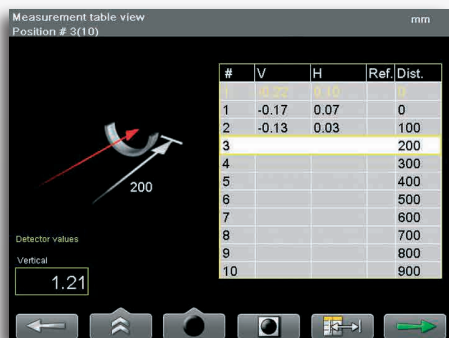 Measurement table view mm
Position # 3(10)
# V H Ref. Dist.
1 -0.22 0.10 0
1 -0.17 0.07 0
2 -0.13 0.03 100
3 200
4 300
5 400
6 500
7 600
8 700
9 800
10 900
200
Detector values
Vertical
1.21